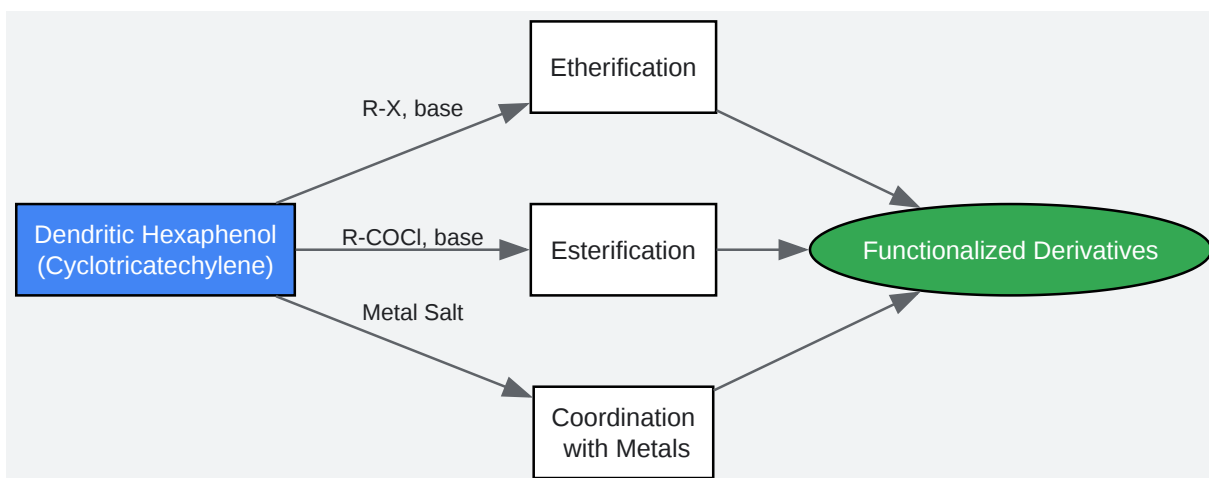 Etherification
R-X, base
Dendritic Hexaphenol
(Cyclotricatechylene)
R-COCl, base
Esterification
Functionalized Derivatives
Metal Salt
Coordination
with Metals